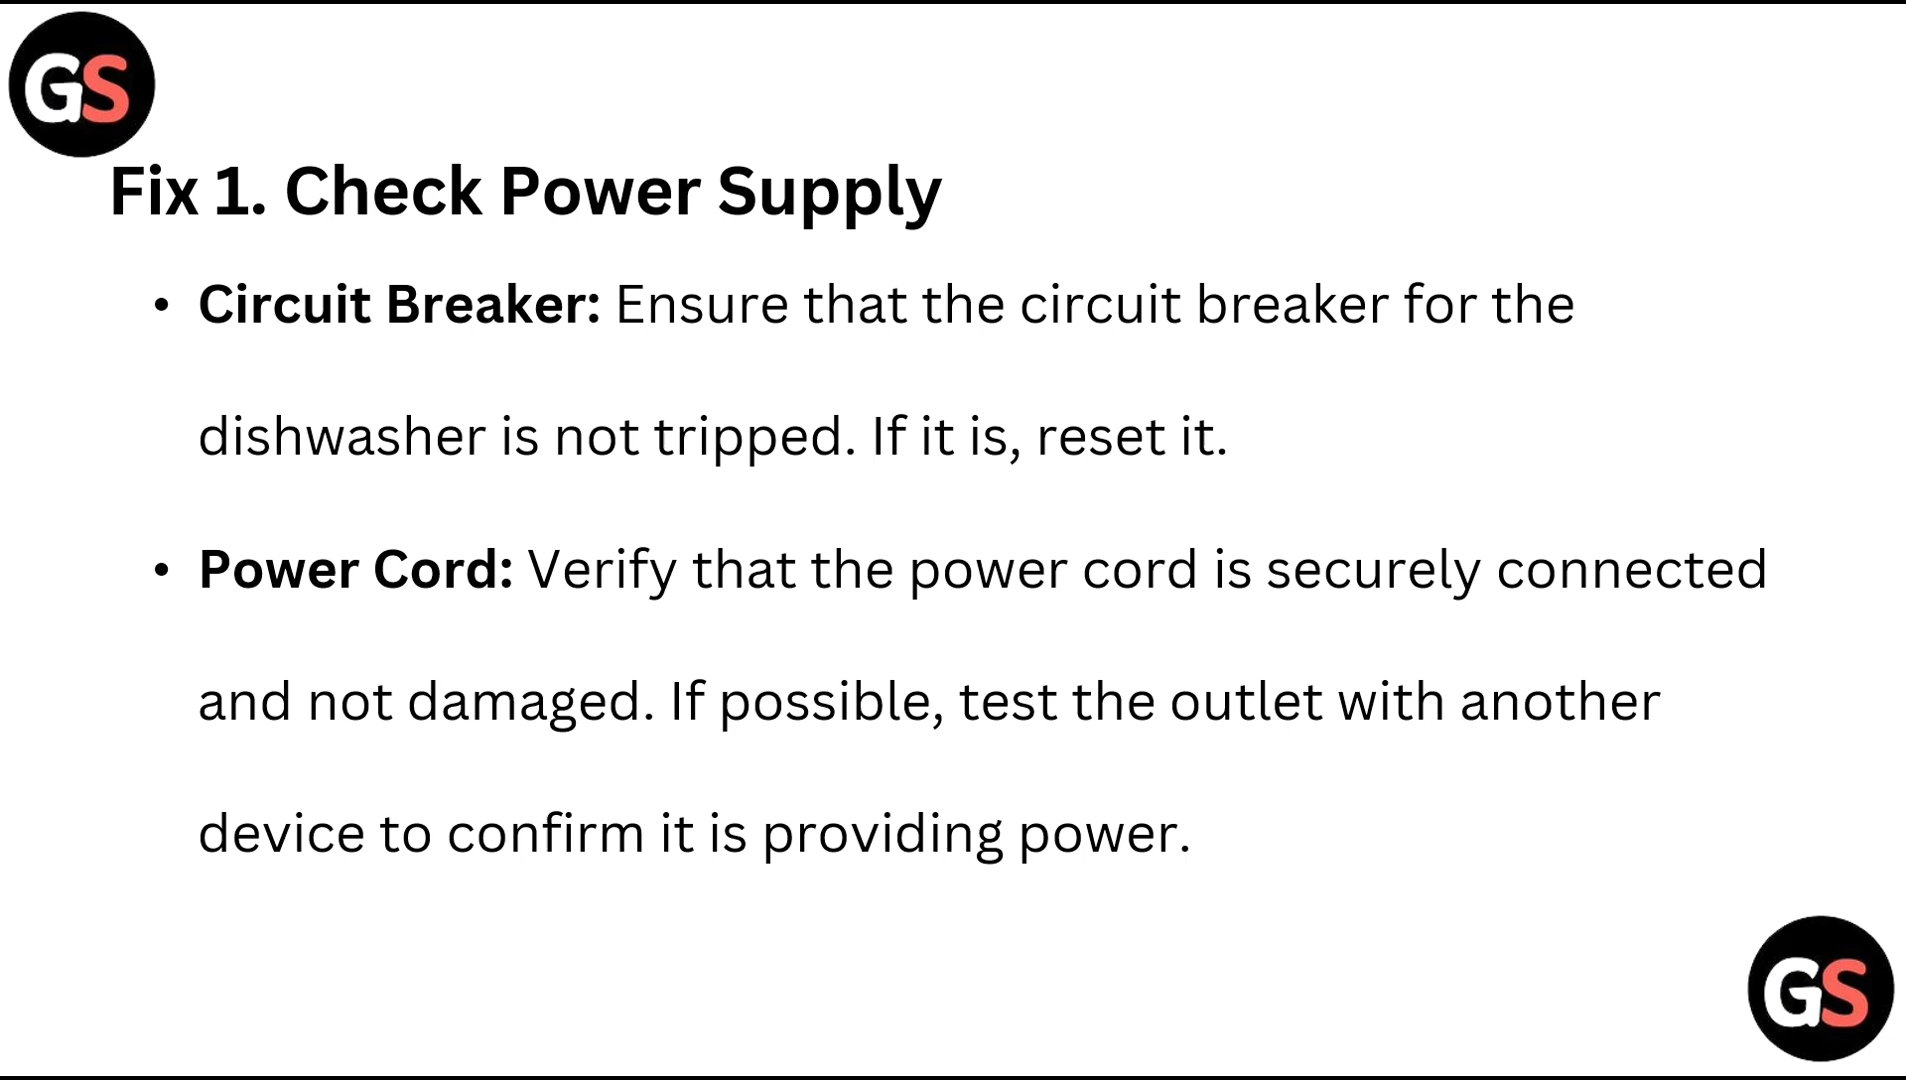 GS
Fix 1. Check Power Supply
• Circuit Breaker: Ensure that the circuit breaker for the
dishwasher is not tripped. If it is, reset it.
• Power Cord: Verify that the power cord is securely connected
and not damaged. If possible, test the outlet with another
device to confirm it is providing power.
GS